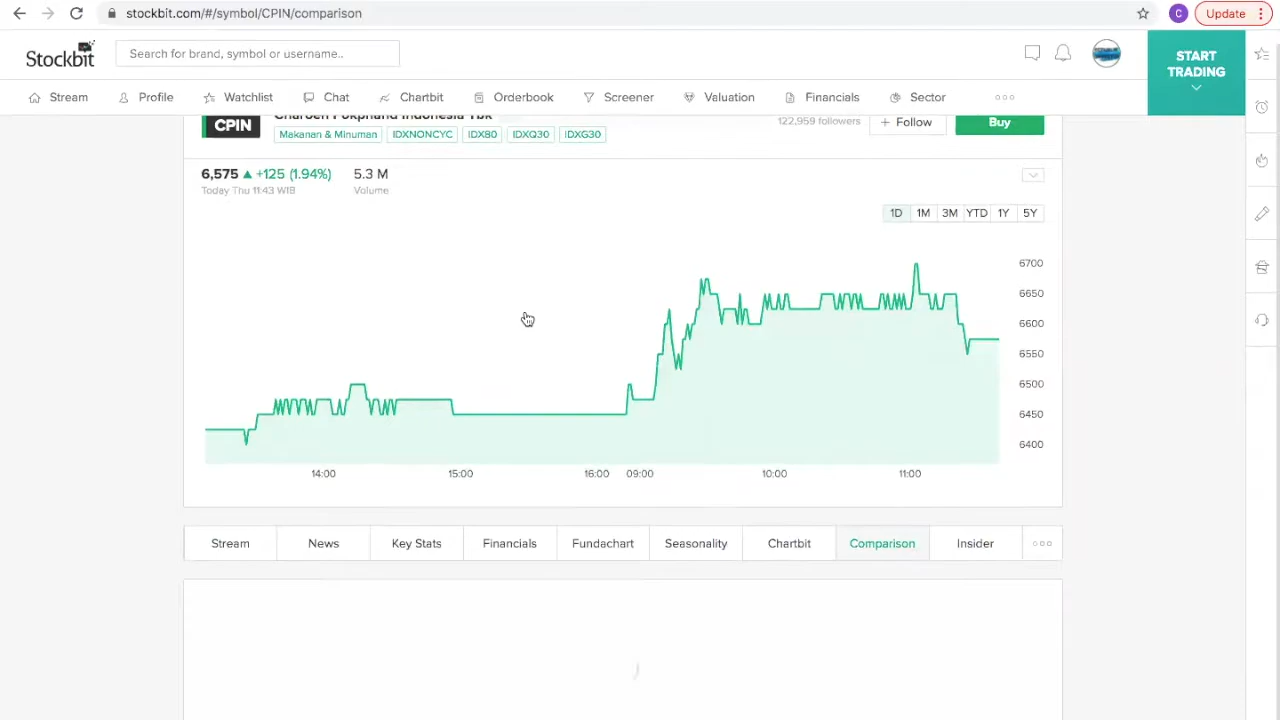 stockbit.com/#/symbol/CPIN/comparison
C
Update
Stockbit
Search for brand, symbol or username..
START
TRADING
Stream Profile Watchlist Chat Chartbit Orderbook Screener Valuation Financials Sector
CPIN
Charoen Pokphand Indonesia Tbk
122,959 followers
+ Follow
Buy
Makanan & Minuman IDXNONCYC IDX80 IDXQ30 IDXG30
6,575 ▲ +125 (1.94%) 5.3 M
Today Thu 11:43 WIB Volume
1D 1M 3M YTD 1Y 5Y
6700
6650
6600
6550
6500
6450
6400
14:00 15:00 16:00 09:00 10:00 11:00
Stream News Key Stats Financials Fundachart Seasonality Chartbit Comparison Insider